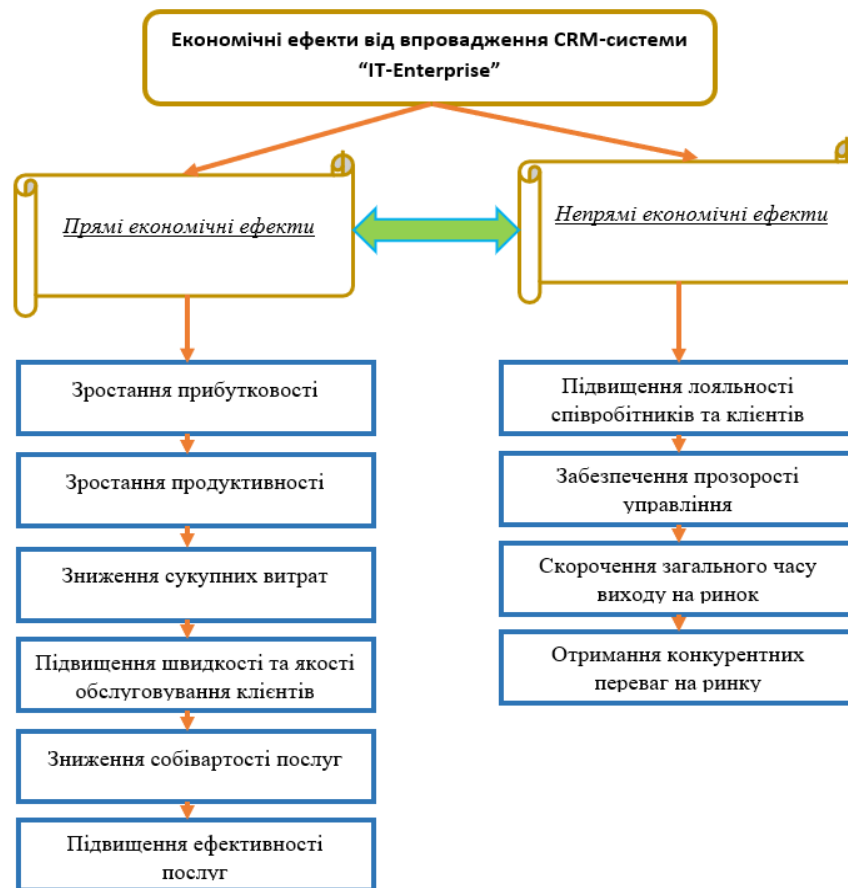 Економічні ефекти від впровадження CRM-системи
“IT-Enterprise”
Прямі економічні ефекти
Непрямі економічні ефекти
Зростання прибутковості
Зростання продуктивності
Зниження сукупних витрат
Підвищення швидкості та якості
обслуговування клієнтів
Зниження собівартості послуг
Підвищення ефективності
послуг
Підвищення лояльності
співробітників та клієнтів
Забезпечення прозорості
управління
Скорочення загального часу
виходу на ринок
Отримання конкурентних
переваг на ринку